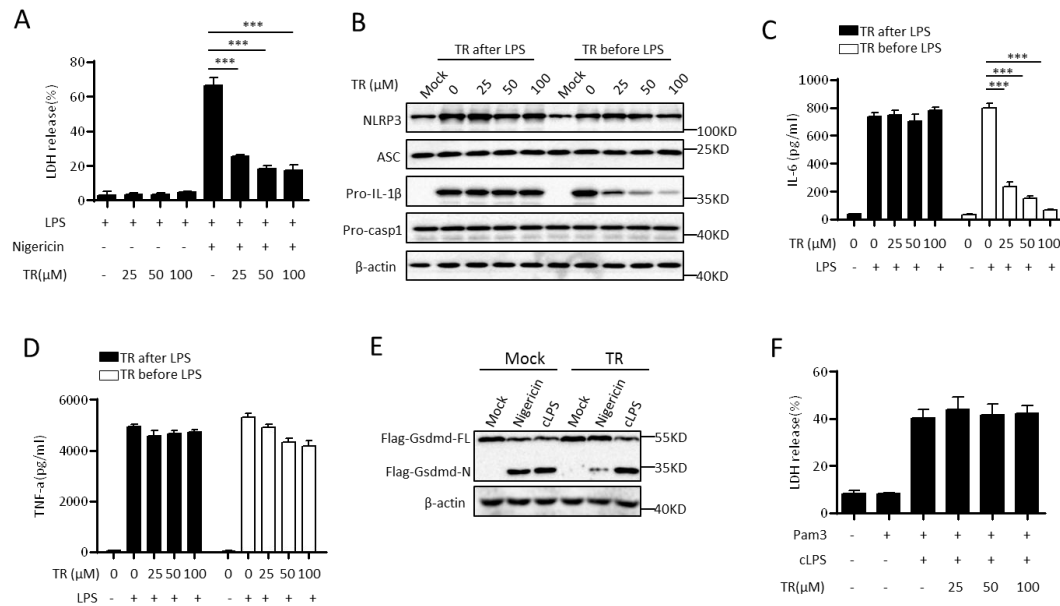 A
LDH release(%)
80
60
40
20
0
***
***
***
LPS + + + + + + + +
Nigericin - - - - + + + +
TR(μM) - 25 50 100 - 25 50 100
B
TR after LPS TR before LPS
TR (μM) Mock 0 25 50 100 Mock 0 25 50 100
NLRP3
100KD
ASC
25KD
Pro-IL-1β
35KD
Pro-casp1
40KD
β-actin
40KD
C
TR after LPS
TR before LPS
IL-6 (pg/ml)
1000
800
600
400
200
0
***
***
***
TR (μM) 0 0 25 50 100 0 0 25 50 100
LPS - + + + + - + + + +
D
TR after LPS
TR before LPS
TNF-a (pg/ml)
6000
4000
2000
0
TR (μM) 0 0 25 50 100 0 0 25 50 100
LPS - + + + + - + + + +
E
Mock TR
Mock Nigericin cLPS Mock Nigericin cLPS
Flag-Gsdmd-FL
55KD
Flag-Gsdmd-N
35KD
β-actin
40KD
F
LDH release(%)
60
40
20
0
Pam3 - + + + + +
cLPS - - + + + +
TR(μM) - - - 25 50 100